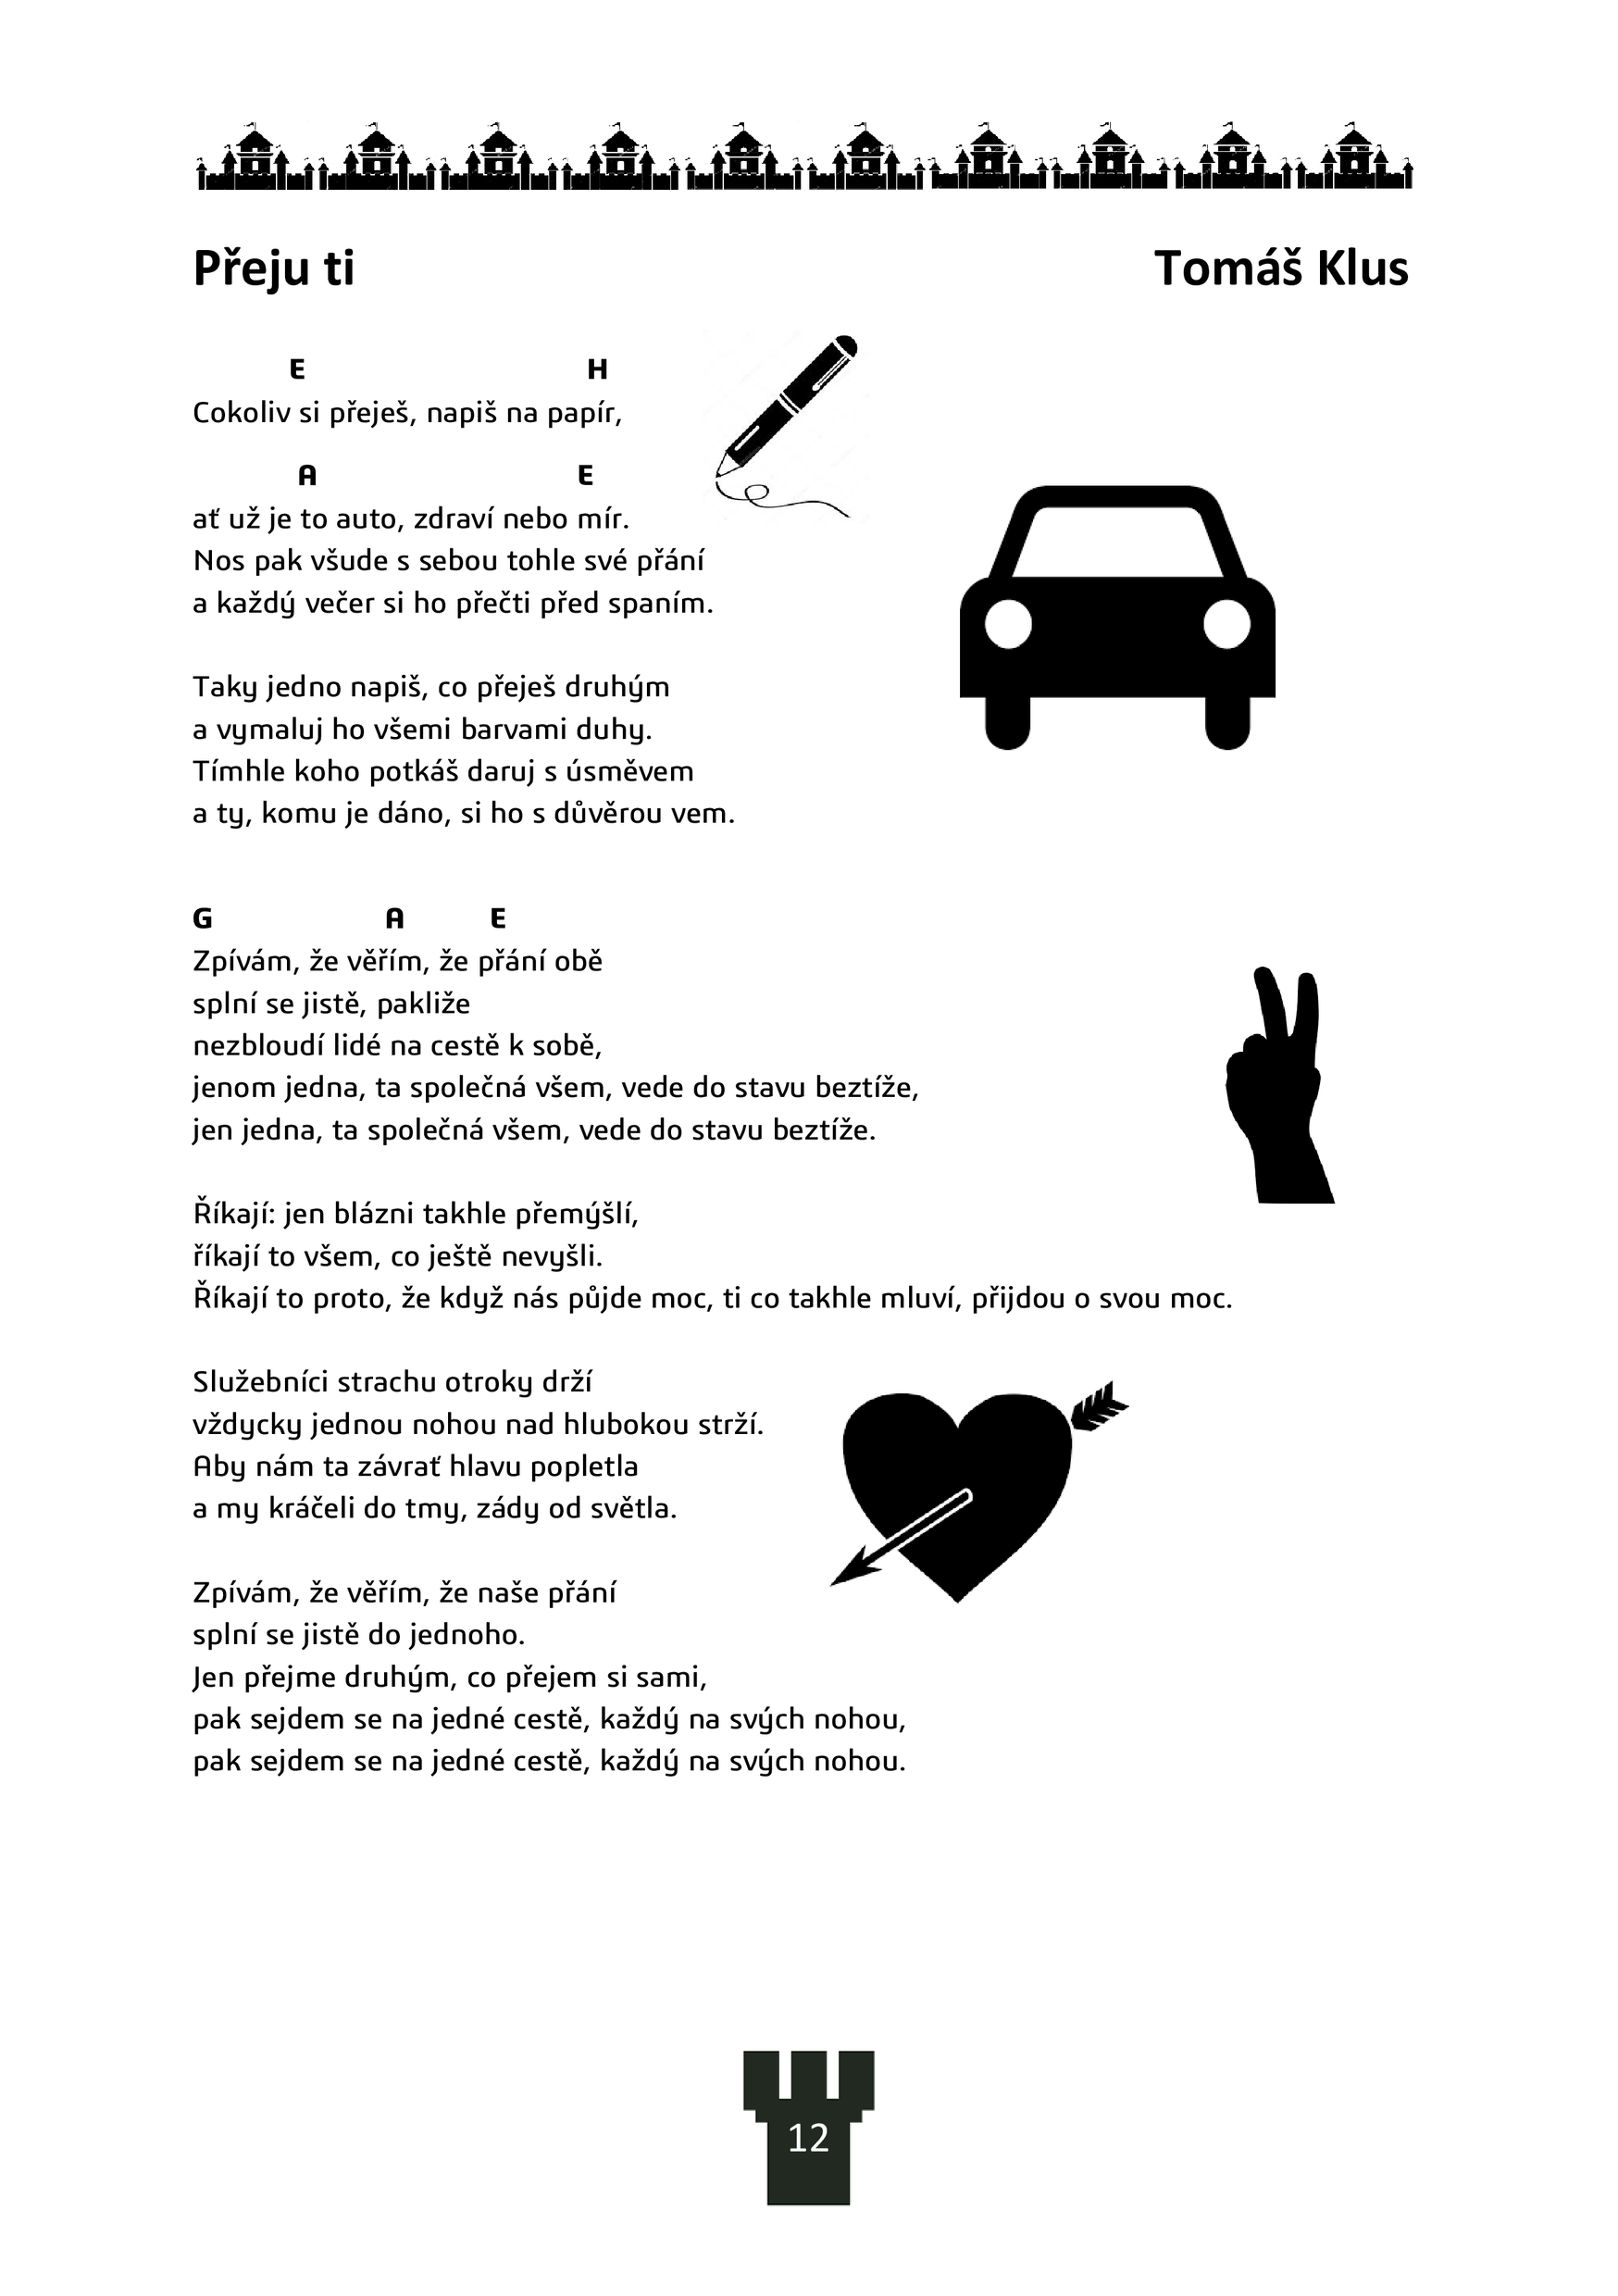 Přeju ti Tomáš Klus
E H
Cokoliv si přeješ, napiš na papír,
A E
ať už je to auto, zdraví nebo mír.
Nos pak všude s sebou tohle své přání
a každý večer si ho přečti před spaním.
Taky jedno napiš, co přeješ druhým
a vymaluj ho všemi barvami duhy.
Tímhle koho potkáš daruj s úsměvem
a ty, komu je dáno, si ho s důvěrou vem.
G A E
Zpívám, že věřím, že přání obě
splní se jistě, pakliže
nezbloudí lidé na cestě k sobě,
jenom jedna, ta společná všem, vede do stavu beztíže,
jen jedna, ta společná všem, vede do stavu beztíže.
Říkají: jen blázni takhle přemýšlí,
říkají to všem, co ještě nevyšli.
Říkají to proto, že když nás půjde moc, ti co takhle mluví, přijdou o svou moc.
Služebníci strachu otroky drží
vždycky jednou nohou nad hlubokou strží.
Aby nám ta závrať hlavu popletla
a my kráčeli do tmy, zády od světla.
Zpívám, že věřím, že naše přání
splní se jistě do jednoho.
Jen přejme druhým, co přejem si sami,
pak sejdem se na jedné cestě, každý na svých nohou,
pak sejdem se na jedné cestě, každý na svých nohou.
12